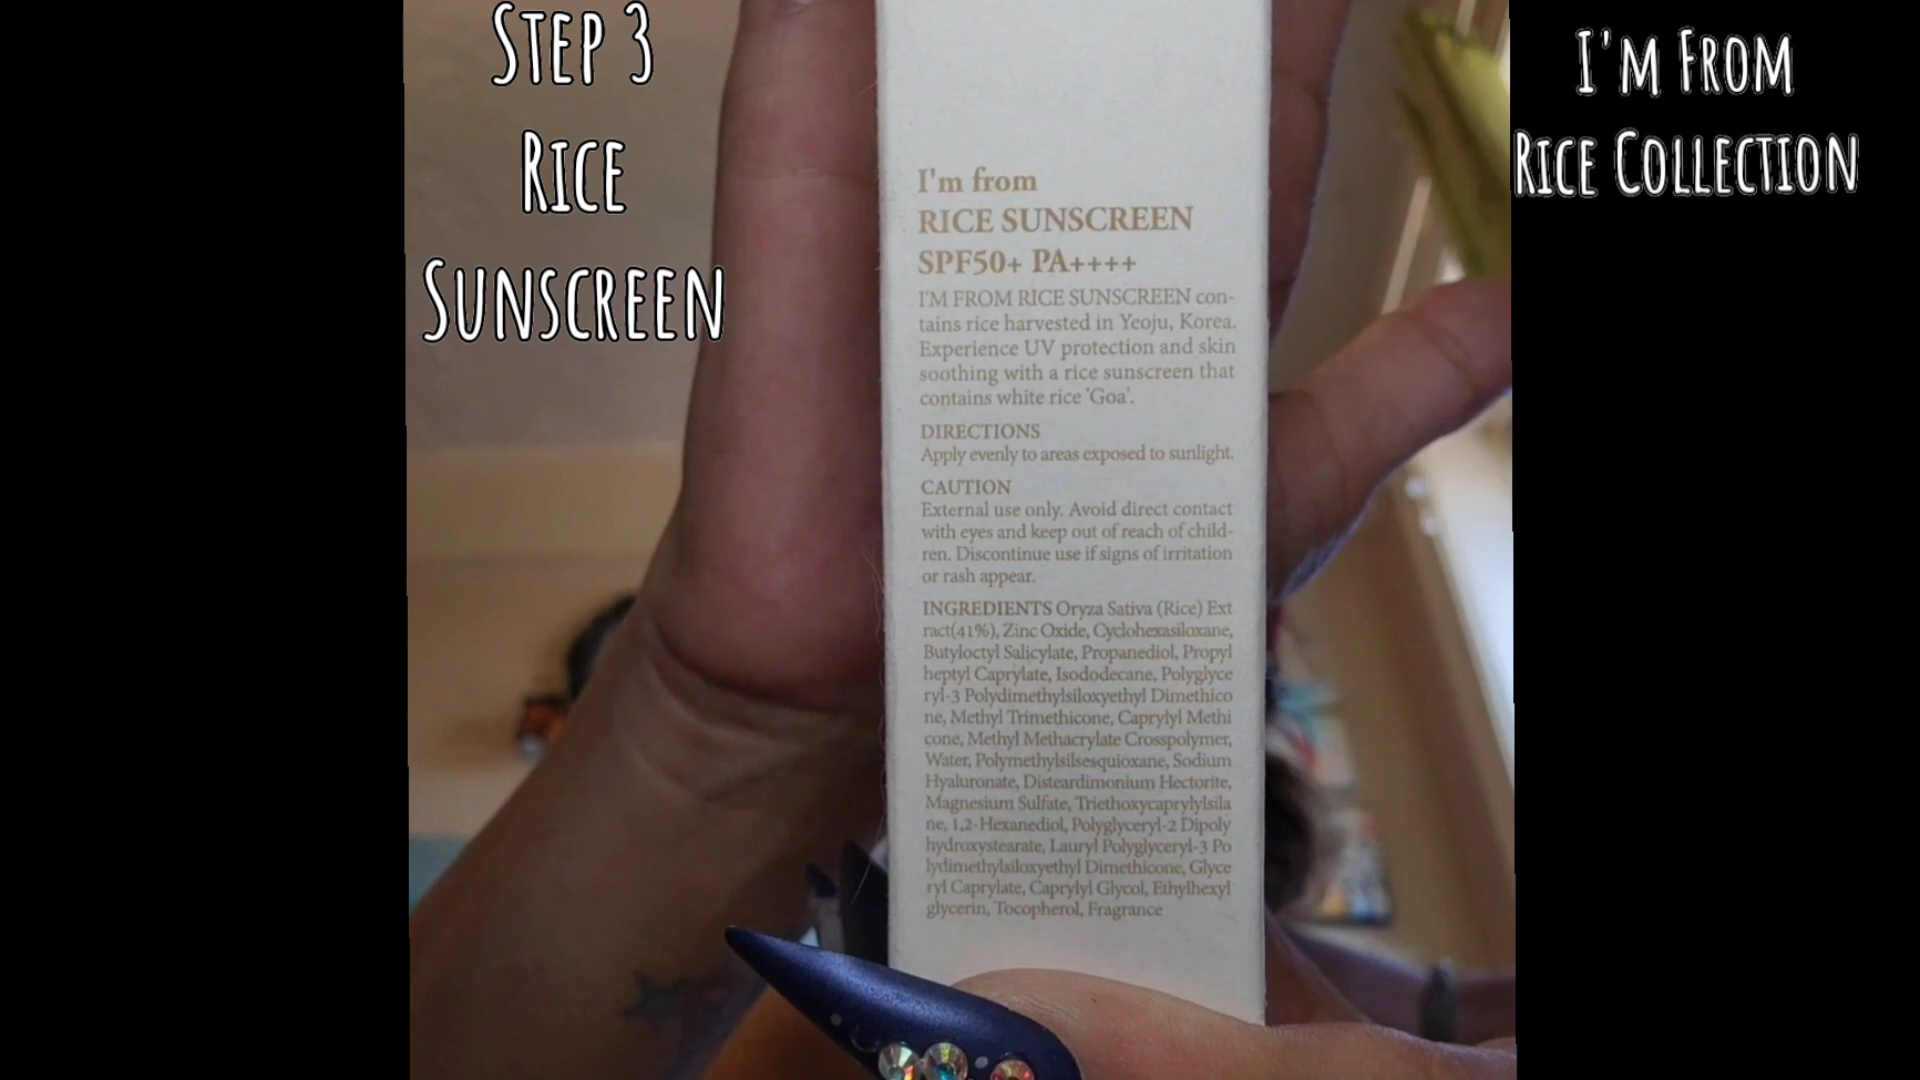 STEP 3
RICE
SUNSCREEN
I'M FROM
RICE COLLECTION
I'm from
RICE SUNSCREEN
SPF50+ PA++++
I'M FROM RICE SUNSCREEN con-
tains rice harvested in Yeoju, Korea.
Experience UV protection and skin
soothing with a rice sunscreen that
contains white rice 'Goa'.
DIRECTIONS
Apply evenly to areas exposed to sunlight.
CAUTION
External use only. Avoid direct contact
with eyes and keep out of reach of child-
ren. Discontinue use if signs of irritation
or rash appear.
INGREDIENTS Oryza Sativa (Rice) Ext
ract(41%), Zinc Oxide, Cyclohexasiloxane,
Butyloctyl Salicylate, Propanediol, Propyl
heptyl Caprylate, Isododecane, Polyglyce
ryl-3 Polydimethylsiloxyethyl Dimethico
ne, Methyl Trimethicone, Caprylyl Methi
cone, Methyl Methacrylate Crosspolymer,
Water, Polymethylsilsesquioxane, Sodium
Hyaluronate, Disteardimonium Hectorite,
Magnesium Sulfate, Triethoxycaprylylsila
ne, 1,2-Hexanediol, Polyglyceryl-2 Dipoly
hydroxystearate, Lauryl Polyglyceryl-3 Po
lydimethylsiloxyethyl Dimethicone, Glyce
ryl Caprylate, Caprylyl Glycol, Ethylhexyl
glycerin, Tocopherol, Fragrance